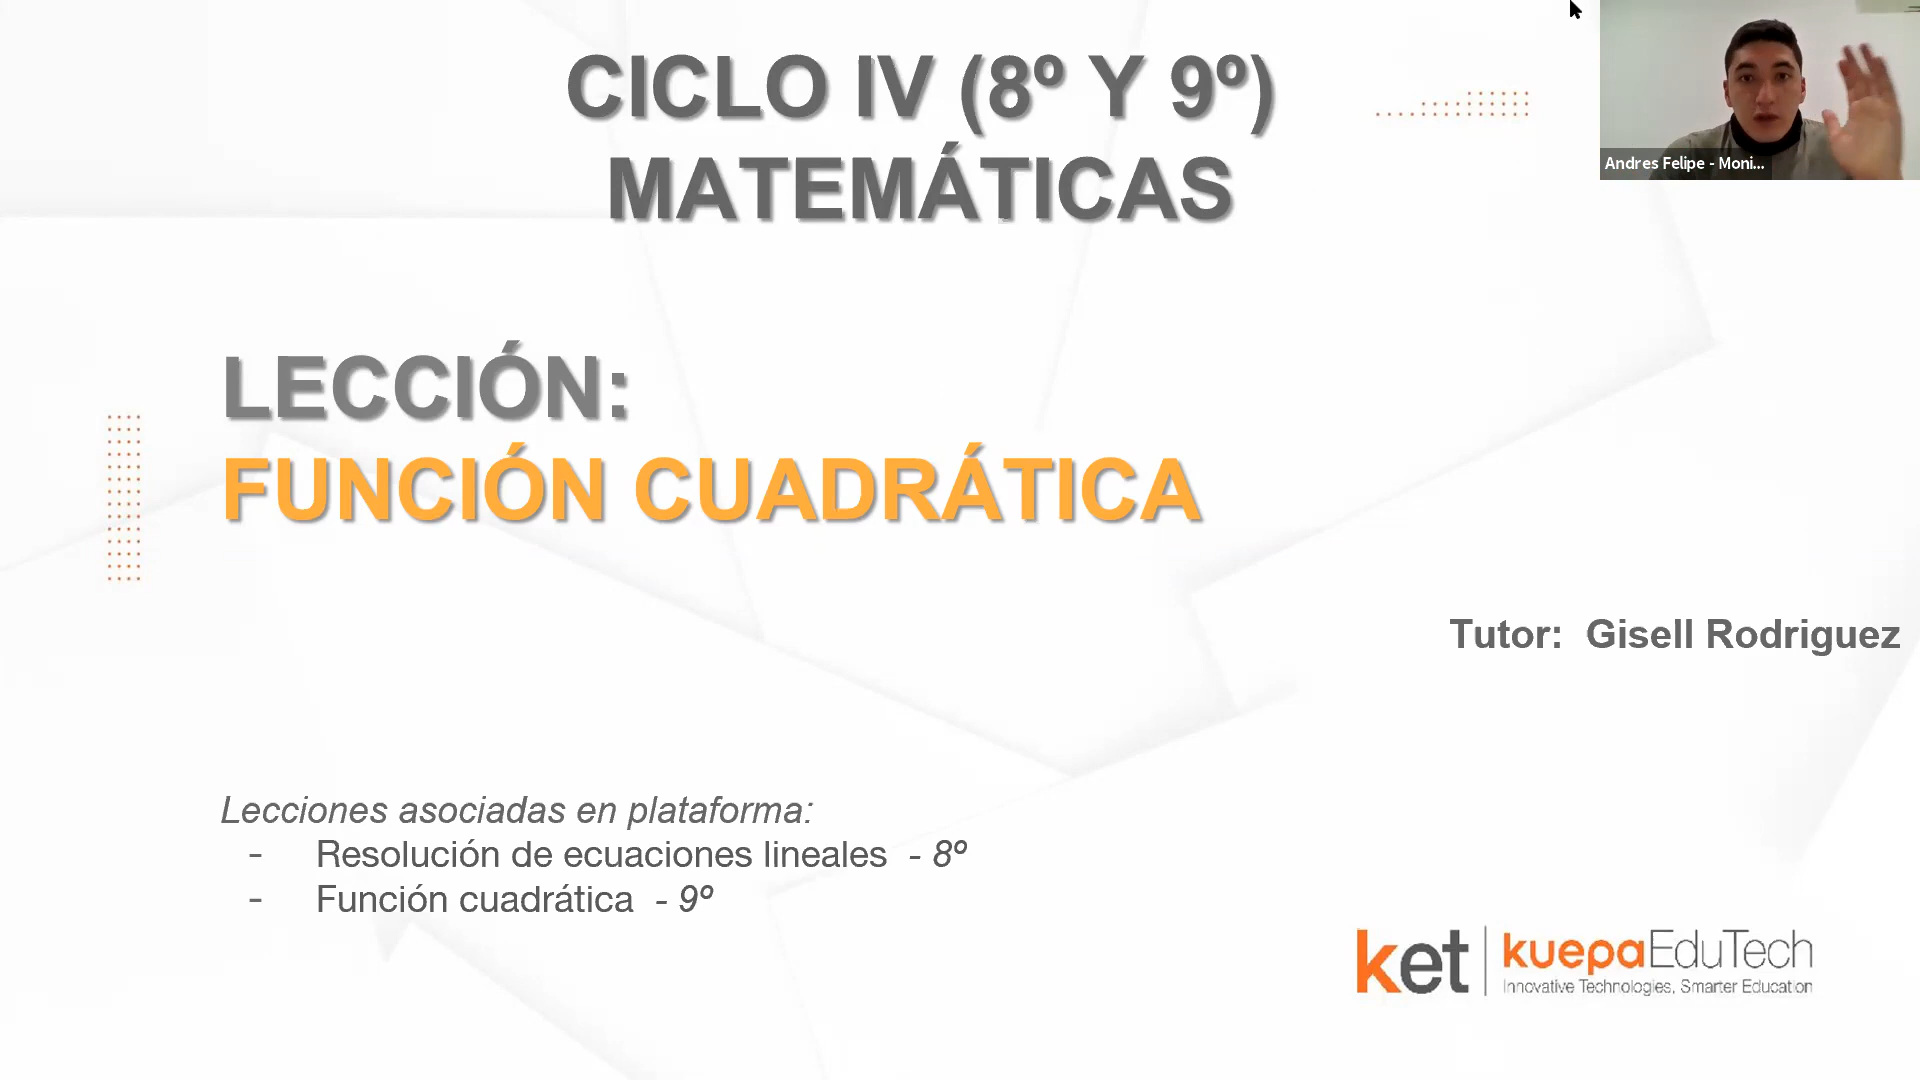 CICLO IV (8º Y 9º)
MATEMÁTICAS
Andres Felipe - Moni...
LECCIÓN:
FUNCIÓN CUADRÁTICA
Tutor: Gisell Rodriguez
Lecciones asociadas en plataforma:
- Resolución de ecuaciones lineales - 8º
- Función cuadrática - 9º
ket kuepaEduTech
Innovative Technologies, Smarter Education